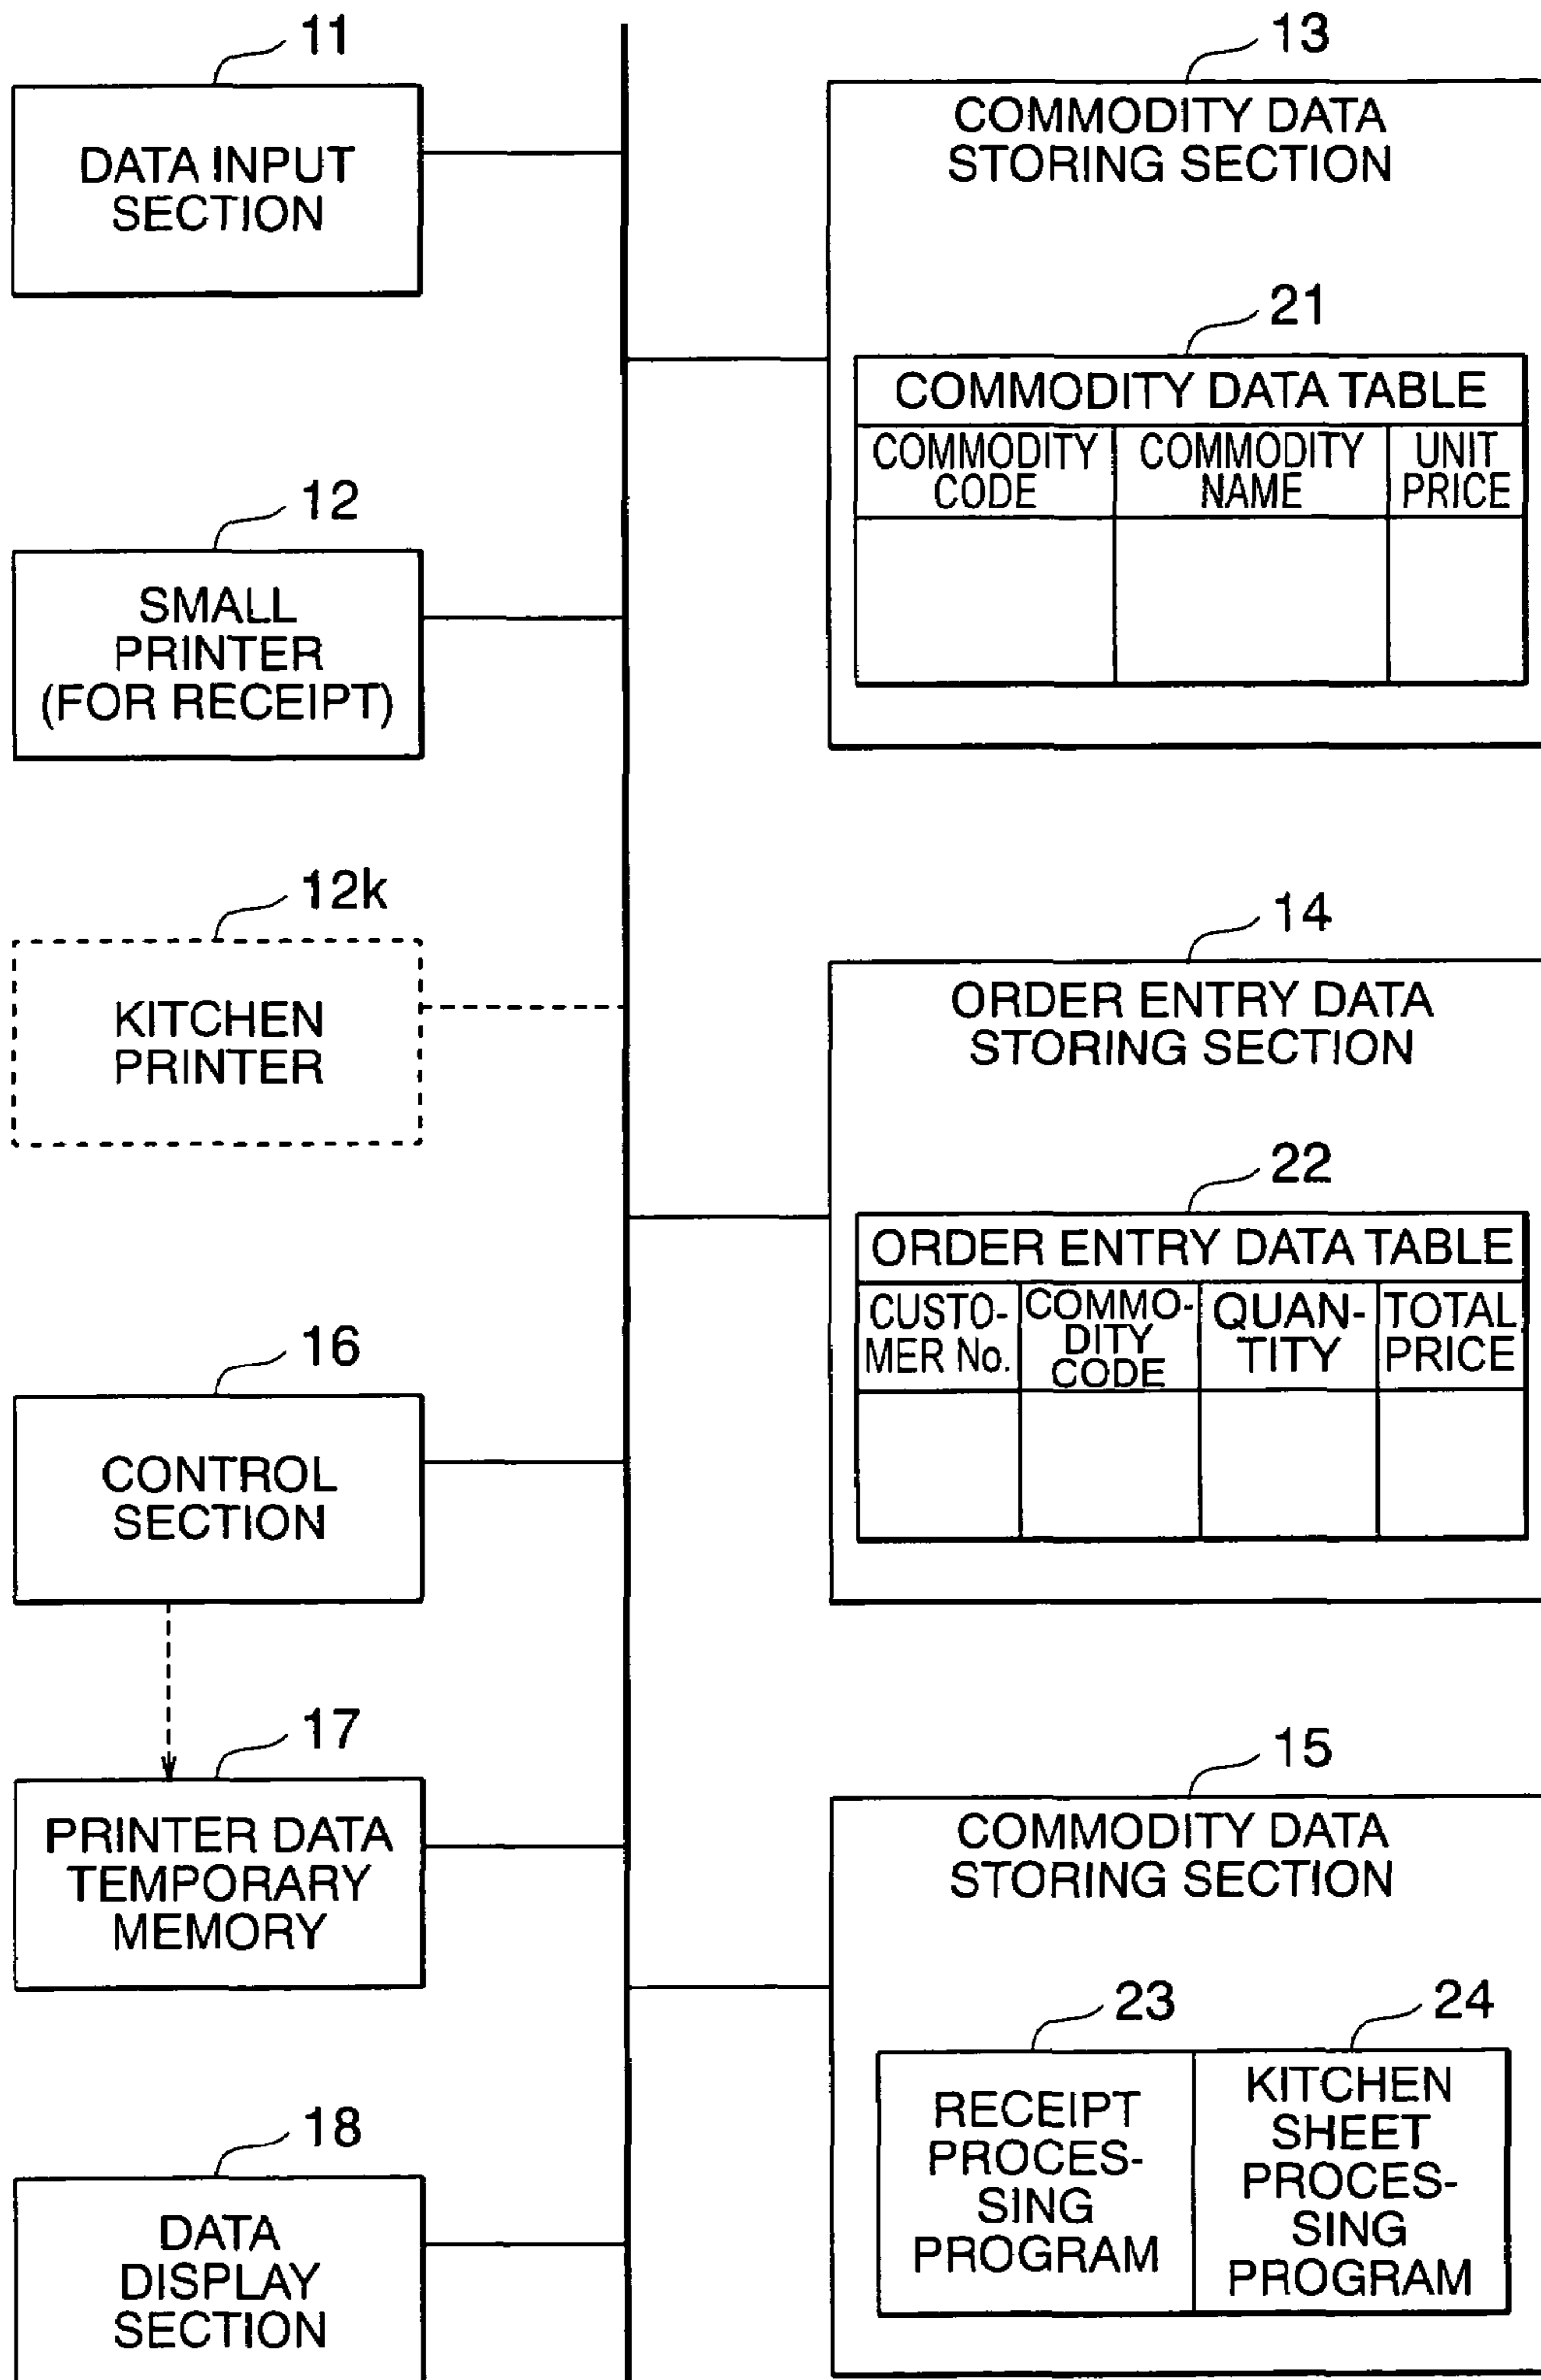 11
DATA INPUT
SECTION
12
SMALL
PRINTER
(FOR RECEIPT)
12k
KITCHEN
PRINTER
16
CONTROL
SECTION
17
PRINTER DATA
TEMPORARY
MEMORY
18
DATA
DISPLAY
SECTION
13
COMMODITY DATA
STORING SECTION
21
COMMODITY DATA TABLE
COMMODITY
CODE
COMMODITY
NAME
UNIT
PRICE
14
ORDER ENTRY DATA
STORING SECTION
22
ORDER ENTRY DATA TABLE
CUSTO-
MER No.
COMMO-
DITY
CODE
QUAN-
TITY
TOTAL
PRICE
15
COMMODITY DATA
STORING SECTION
23
RECEIPT
PROCES-
SING
PROGRAM
24
KITCHEN
SHEET
PROCES-
SING
PROGRAM